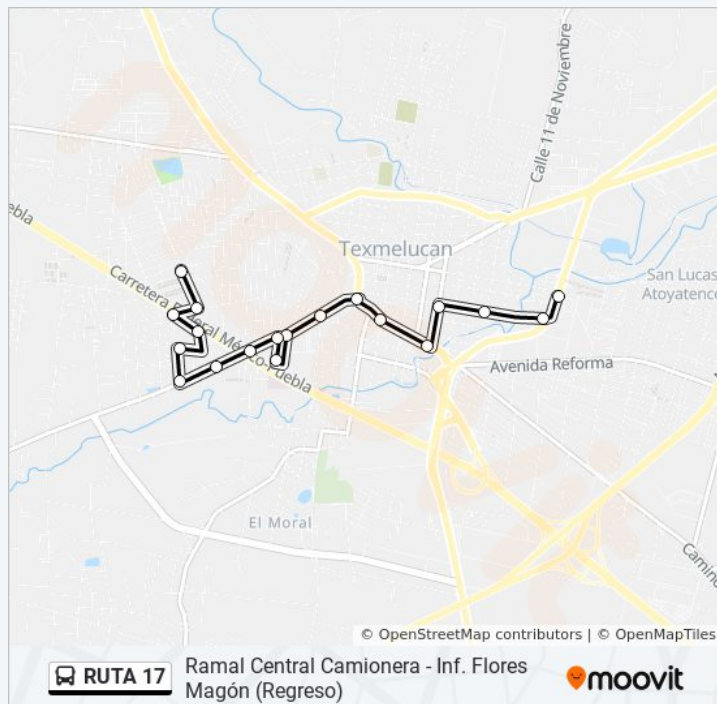 Calle 11 de Noviembre
Texmelucan
San Lucas
Atoyatenco
Carretera Federal México-Puebla
Avenida Reforma
El Moral
© OpenStreetMap contributors | © OpenMapTiles
RUTA 17
Ramal Central Camionera - Inf. Flores
Magón (Regreso)
moovit